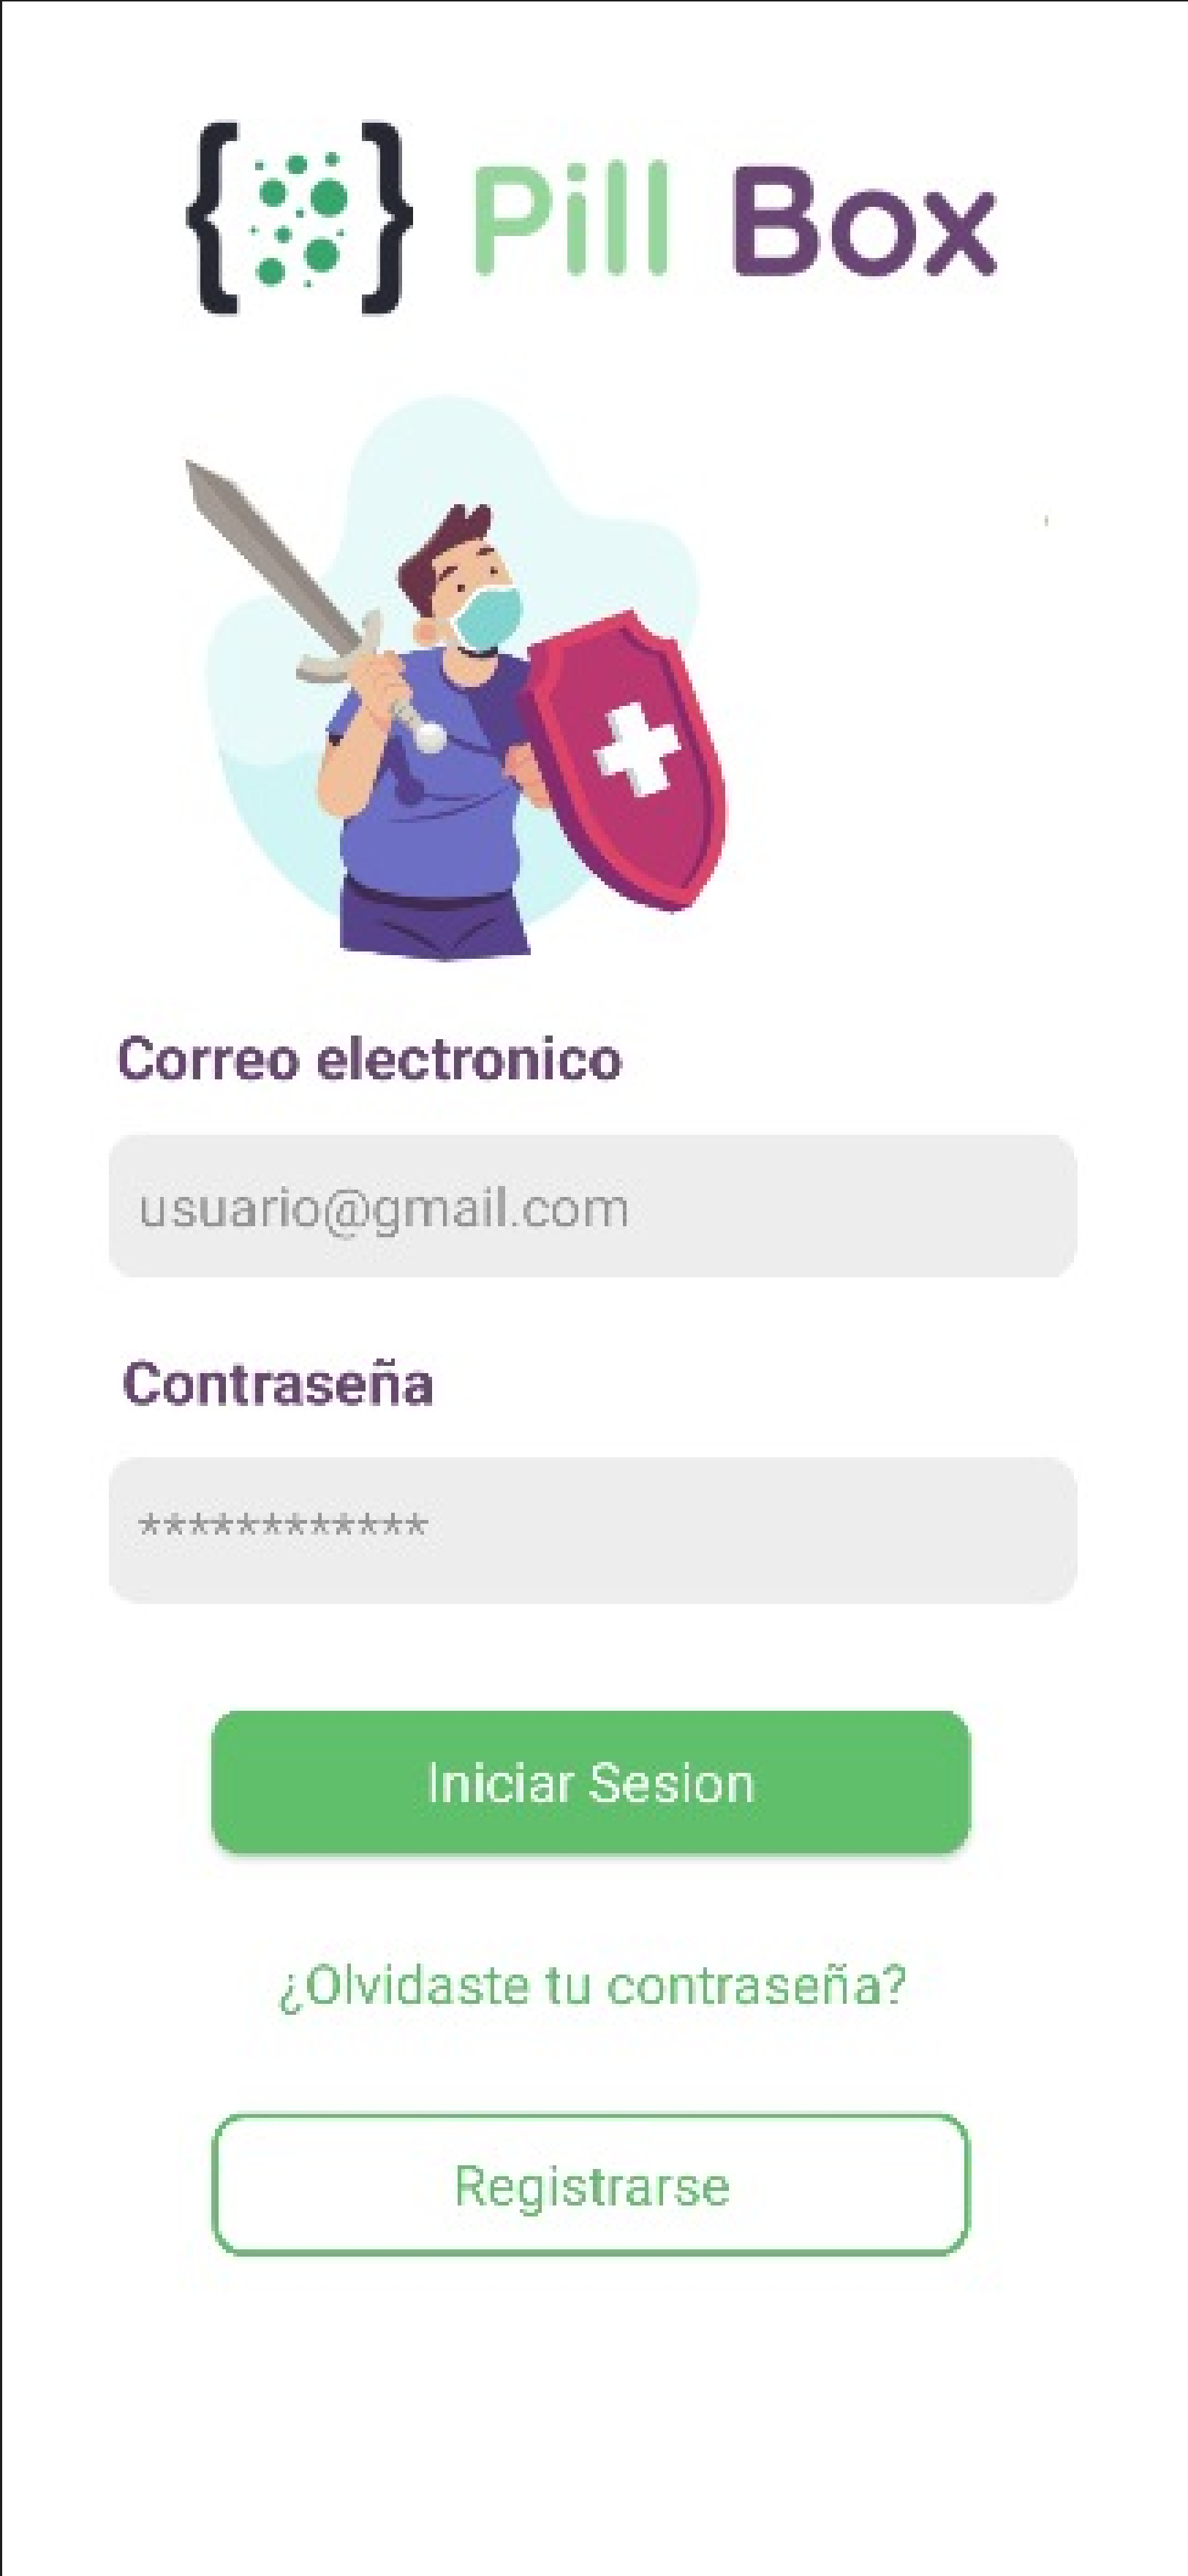 { } Pill Box
Correo electronico
usuario@gmail.com
Contraseña
************
Iniciar Sesion
¿Olvidaste tu contraseña?
Registrarse